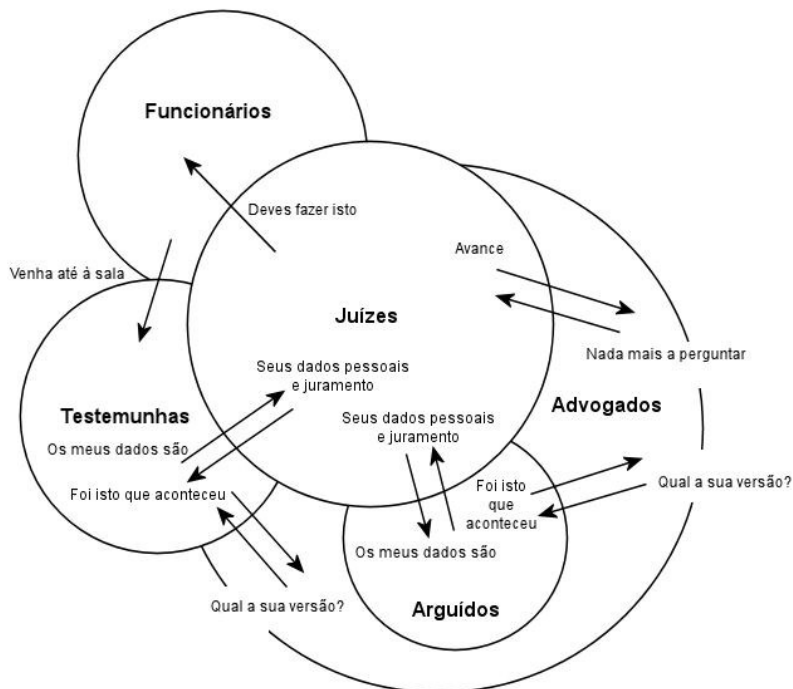 Funcionários
Deves fazer isto
Avance
Venha até à sala
Juízes
Nada mais a perguntar
Seus dados pessoais
e juramento
Testemunhas
Advogados
Seus dados pessoais
e juramento
Os meus dados são
Foi isto que aconteceu
Foi isto
que
aconteceu
Qual a sua versão?
Os meus dados são
Qual a sua versão?
Arguídos